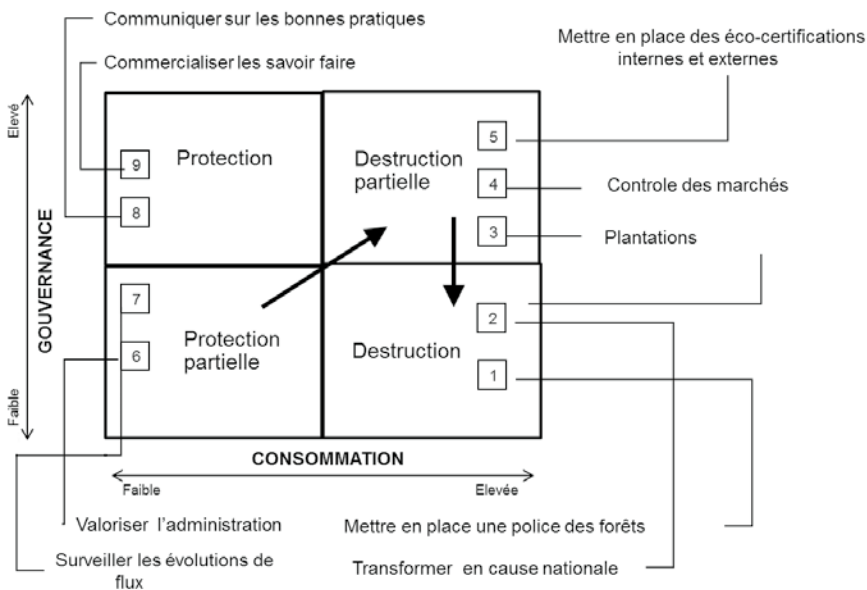 Communiquer sur les bonnes pratiques
Mettre en place des éco-certifications
internes et externes
Commercialiser les savoir faire
Elevé
GOUVERNANCE
Faible
Protection
9
8
Destruction
partielle
5
4
3
Controle des marchés
Plantations
7
6
Protection
partielle
Destruction
2
1
CONSOMMATION
Faible
Elevée
Valoriser l'administration
Mettre en place une police des forêts
Surveiller les évolutions de
flux
Transformer en cause nationale